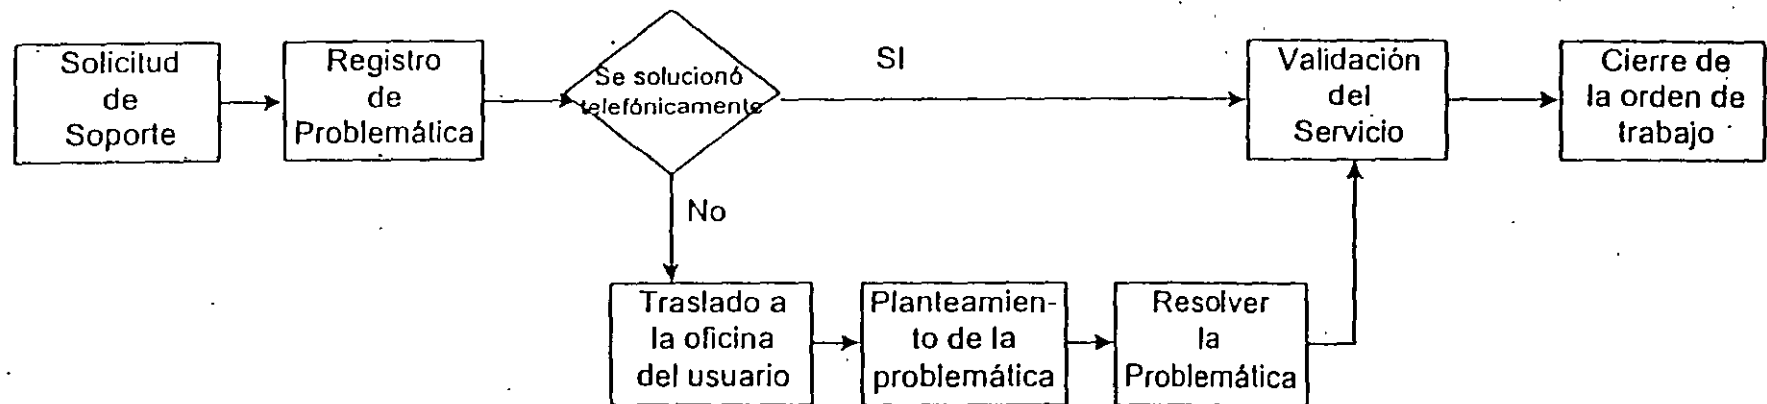 Solicitud
de
Soporte
Registro
de
Problemática
Se solucionó
telefónicamente
SI
Validación
del
Servicio
Cierre de
la orden de
trabajo
No
Traslado a
la oficina
del usuario
Planteamien-
to de la
problemática
Resolver
la
Problemática